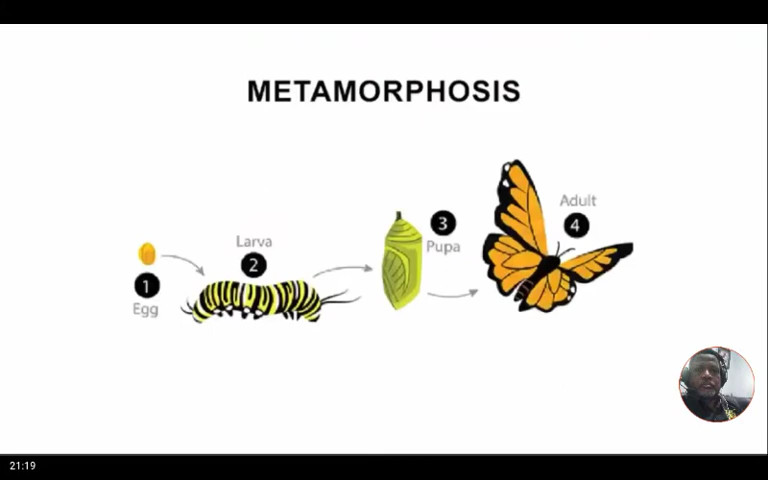 METAMORPHOSIS
1
Egg
Larva
2
3
Pupa
Adult
4
21:19